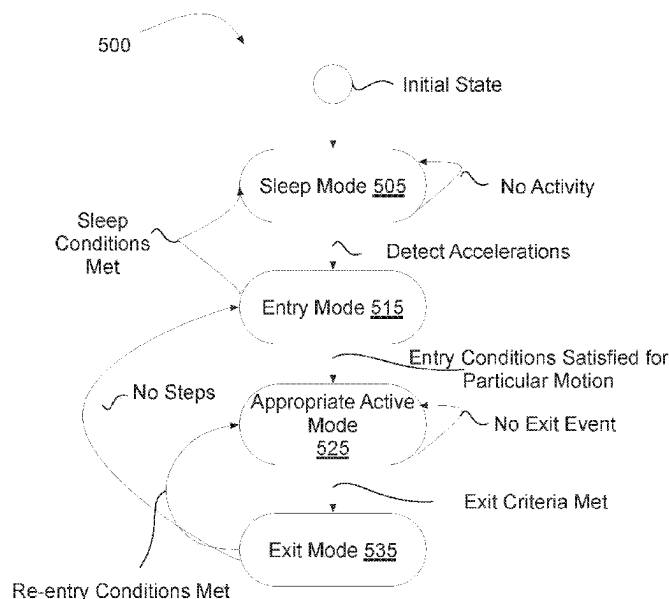 500
Initial State
Sleep Mode 505
No Activity
Sleep
Conditions
Met
Detect Accelerations
Entry Mode 515
Entry Conditions Satisfied for
Particular Motion
No Steps
Appropriate Active
Mode
525
No Exit Event
Exit Criteria Met
Exit Mode 535
Re-entry Conditions Met